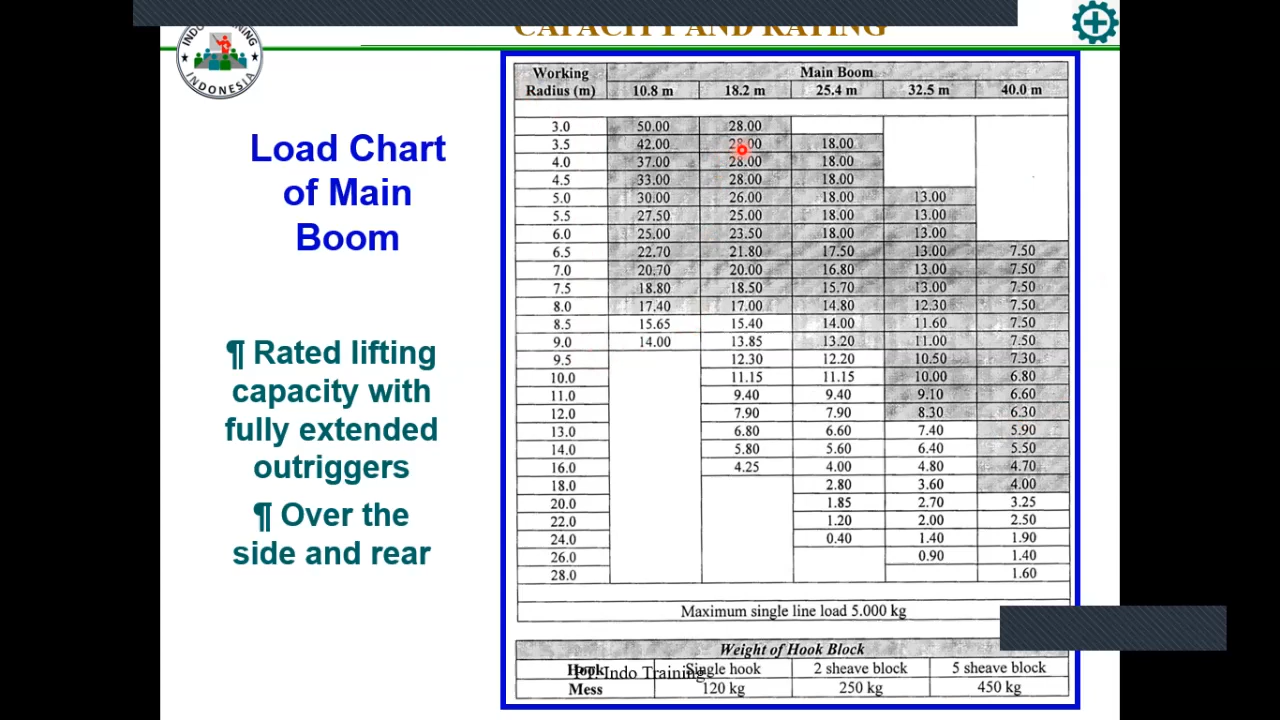 CAPACITY AND RATING
INDONESIA
Load Chart
of Main
Boom
¶ Rated lifting
capacity with
fully extended
outriggers
¶ Over the
side and rear
Working Radius (m) Main Boom
10.8 m 18.2 m 25.4 m 32.5 m 40.0 m
3.0 50.00 28.00
3.5 42.00 28.00 18.00
4.0 37.00 28.00 18.00
4.5 33.00 28.00 18.00
5.0 30.00 26.00 18.00 13.00
5.5 27.50 25.00 18.00 13.00
6.0 25.00 23.50 18.00 13.00
6.5 22.70 21.80 17.50 13.00 7.50
7.0 20.70 20.00 16.80 13.00 7.50
7.5 18.80 18.50 15.70 13.00 7.50
8.0 17.40 17.00 14.80 12.30 7.50
8.5 15.65 15.40 14.00 11.60 7.50
9.0 14.00 13.85 13.20 11.00 7.50
9.5 12.30 12.20 10.50 7.30
10.0 11.15 11.15 10.00 6.80
11.0 9.40 9.40 9.10 6.60
12.0 7.90 7.90 8.30 6.30
13.0 6.80 6.60 7.40 5.90
14.0 5.80 5.60 6.40 5.50
16.0 4.25 4.00 4.80 4.70
18.0 2.80 3.60 4.00
20.0 1.85 2.70 3.25
22.0 1.20 2.00 2.50
24.0 0.40 1.40 1.90
26.0 0.90 1.40
28.0 1.60
Maximum single line load 5.000 kg
Weight of Hook Block
Hook Single hook 2 sheave block 5 sheave block
PT Indo Training
Mess 120 kg 250 kg 450 kg